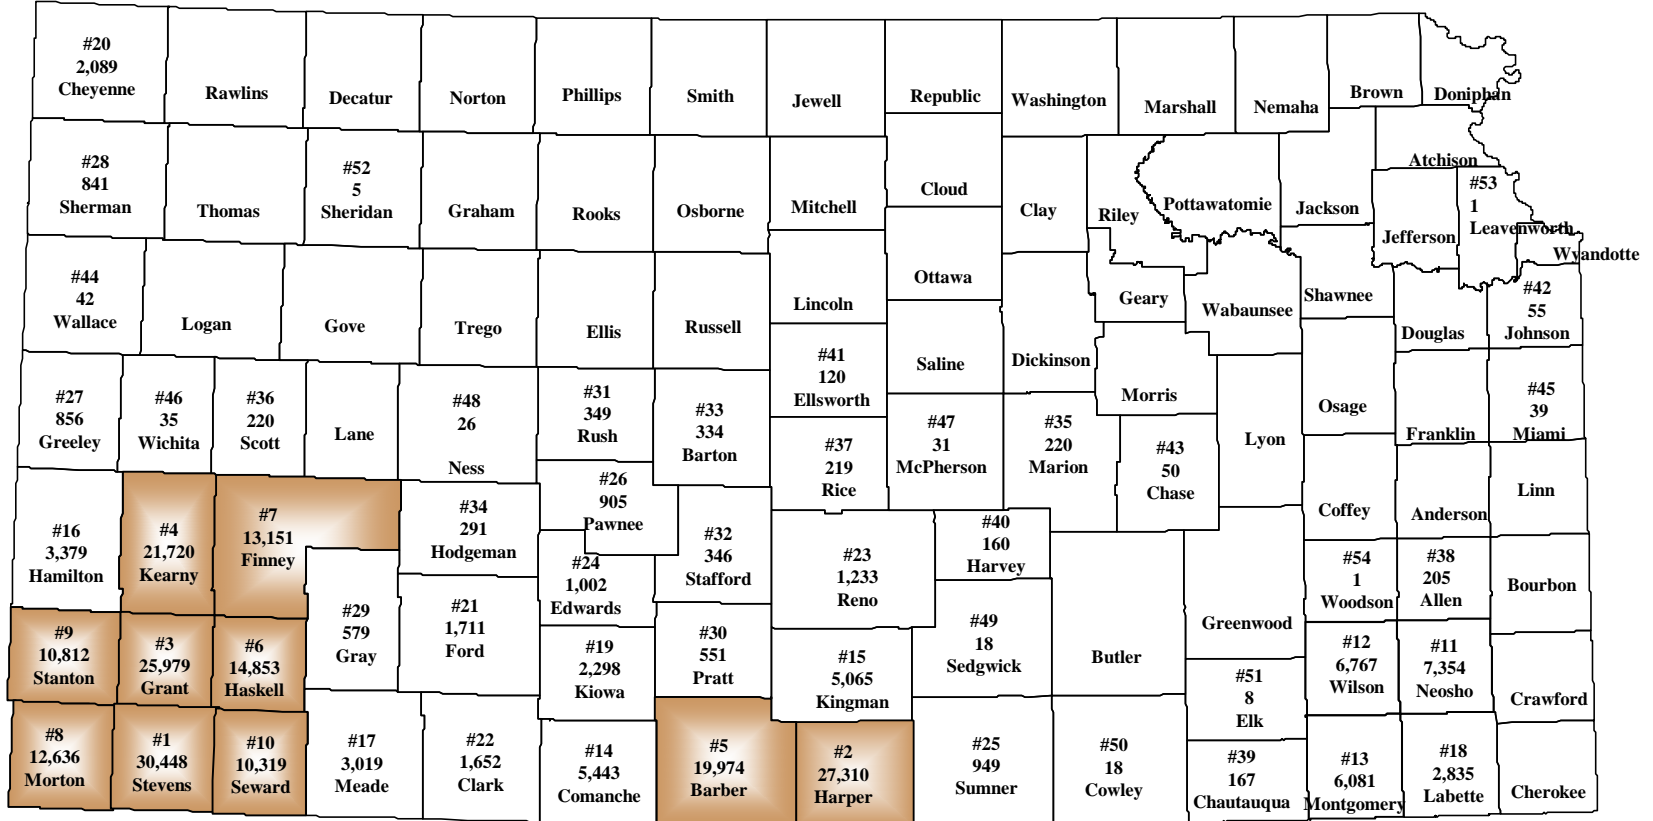 #20
2,089
Cheyenne
Rawlins
Decatur
Norton
Phillips
Smith
Jewell
Republic
Washington
Marshall
Nemaha
Brown
Doniphan
#28
841
Sherman
Thomas
#52
5
Sheridan
Graham
Rooks
Osborne
Mitchell
Cloud
Clay
Riley
Pottawatomie
Jackson
Atchison
Jefferson
#53
1
Leavenworth
Wyandotte
#44
42
Wallace
Logan
Gove
Trego
Ellis
Russell
Lincoln
Ottawa
Geary
Wabaunsee
Shawnee
Douglas
#42
55
Johnson
#27
856
Greeley
#46
35
Wichita
#36
220
Scott
Lane
#48
26
Ness
#31
349
Rush
#33
334
Barton
#41
120
Ellsworth
Saline
Dickinson
Morris
Lyon
Osage
Franklin
#45
39
Miami
#37
219
Rice
#47
31
McPherson
#35
220
Marion
#43
50
Chase
Coffey
Anderson
Linn
#16
3,379
Hamilton
#4
21,720
Kearny
#7
13,151
Finney
#34
291
Hodgeman
#26
905
Pawnee
#24
1,002
Edwards
#32
346
Stafford
#23
1,233
Reno
#40
160
Harvey
#54
1
Woodson
#38
205
Allen
Bourbon
#9
10,812
Stanton
#3
25,979
Grant
#6
14,853
Haskell
#29
579
Gray
#21
1,711
Ford
#19
2,298
Kiowa
#30
551
Pratt
#15
5,065
Kingman
#49
18
Sedgwick
Butler
Greenwood
#51
8
Elk
#12
6,767
Wilson
#11
7,354
Neosho
Crawford
#8
12,636
Morton
#1
30,448
Stevens
#10
10,319
Seward
#17
3,019
Meade
#22
1,652
Clark
#14
5,443
Comanche
#5
19,974
Barber
#2
27,310
Harper
#25
949
Sumner
#50
18
Cowley
#39
167
Chautauqua
#13
6,081
Montgomery
#18
2,835
Labette
Cherokee